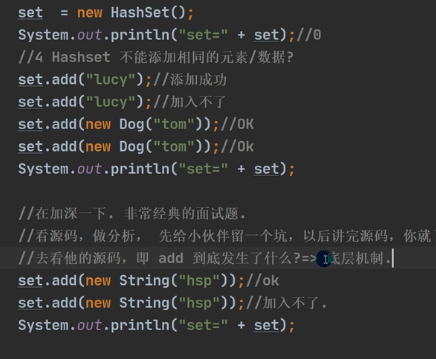 set  = new HashSet();
System.out.println("set=" + set);//0
//4 Hashset 不能添加相同的元素/数据?
set.add("lucy");//添加成功
set.add("lucy");//加入不了
set.add(new Dog("tom"));//OK
set.add(new Dog("tom"));//Ok
System.out.println("set=" + set);
//在加深一下. 非常经典的面试题.
//看源码，做分析， 先给小伙伴留一个坑，以后讲完源码，你就
//去看他的源码，即 add 到底发生了什么?=> 底层机制.
set.add(new String("hsp"));//ok
set.add(new String("hsp"));//加入不了.
System.out.println("set=" + set);